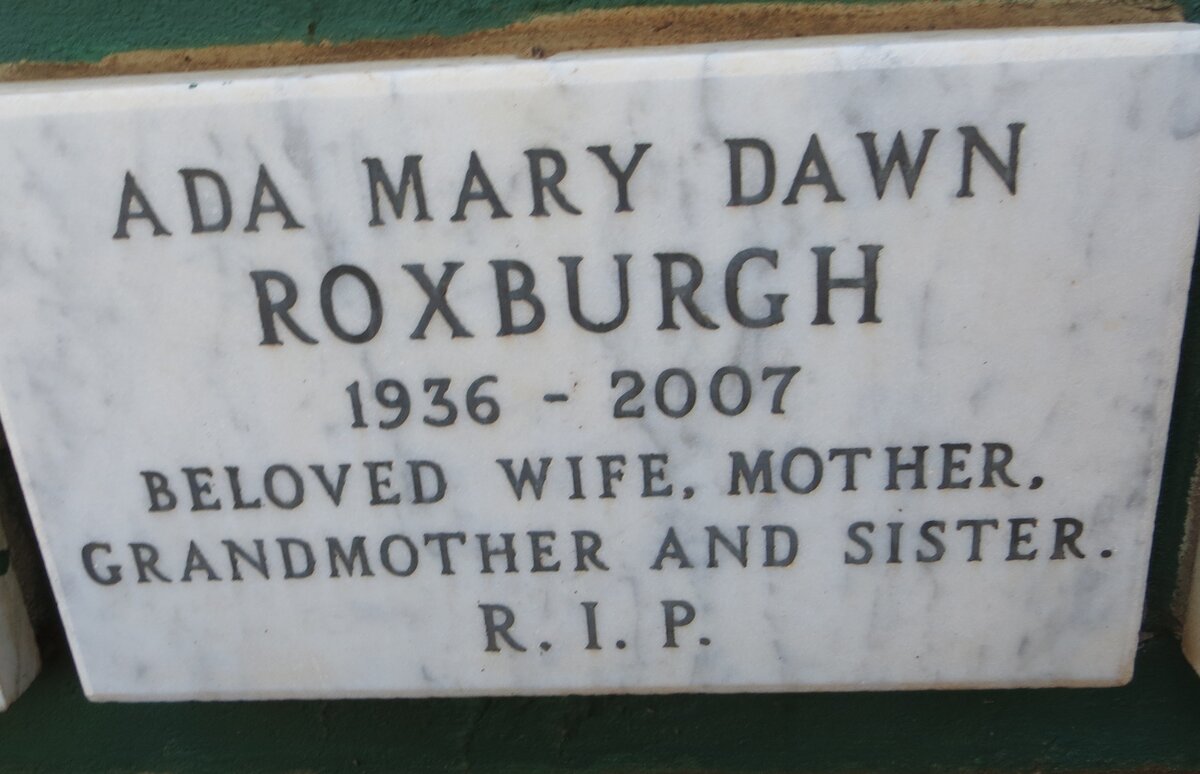 ADA MARY DAWN
ROXBURGH
1936 - 2007
BELOVED WIFE, MOTHER,
GRANDMOTHER AND SISTER.
R. I. P.